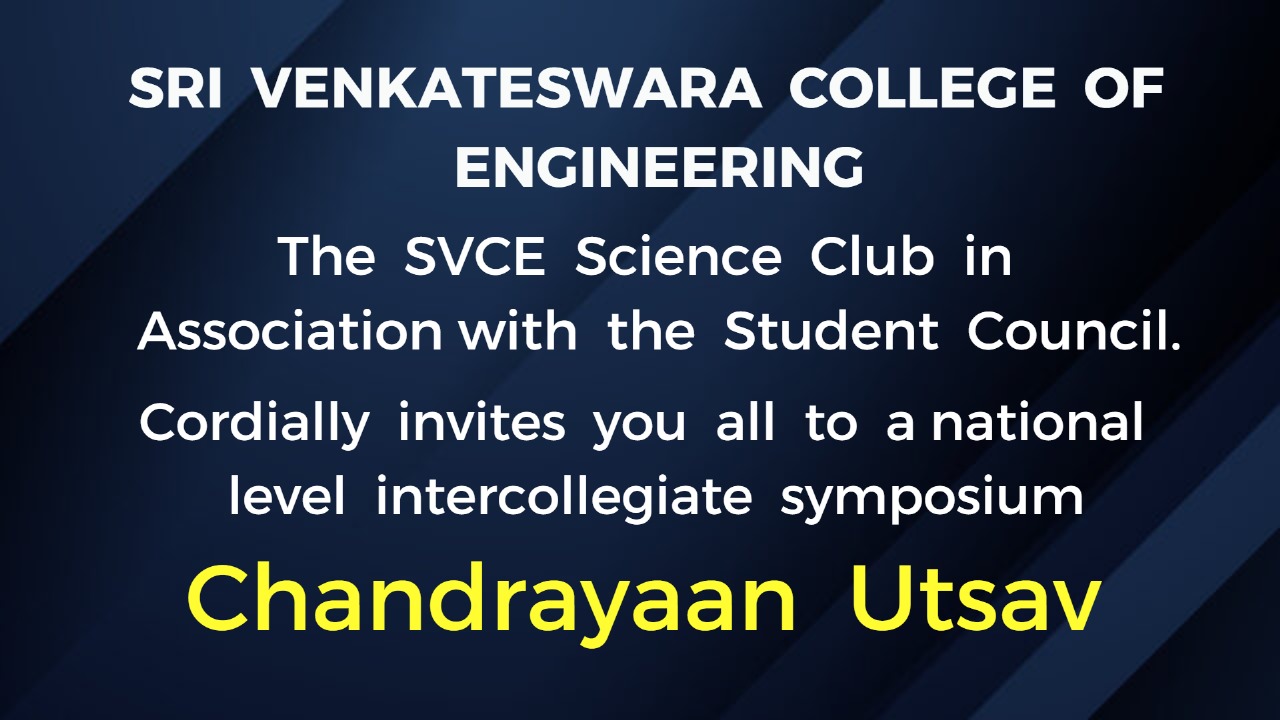 SRI VENKATESWARA COLLEGE OF
ENGINEERING
The SVCE Science Club in
Association with the Student Council.
Cordially invites you all to a national
level intercollegiate symposium
Chandrayaan Utsav